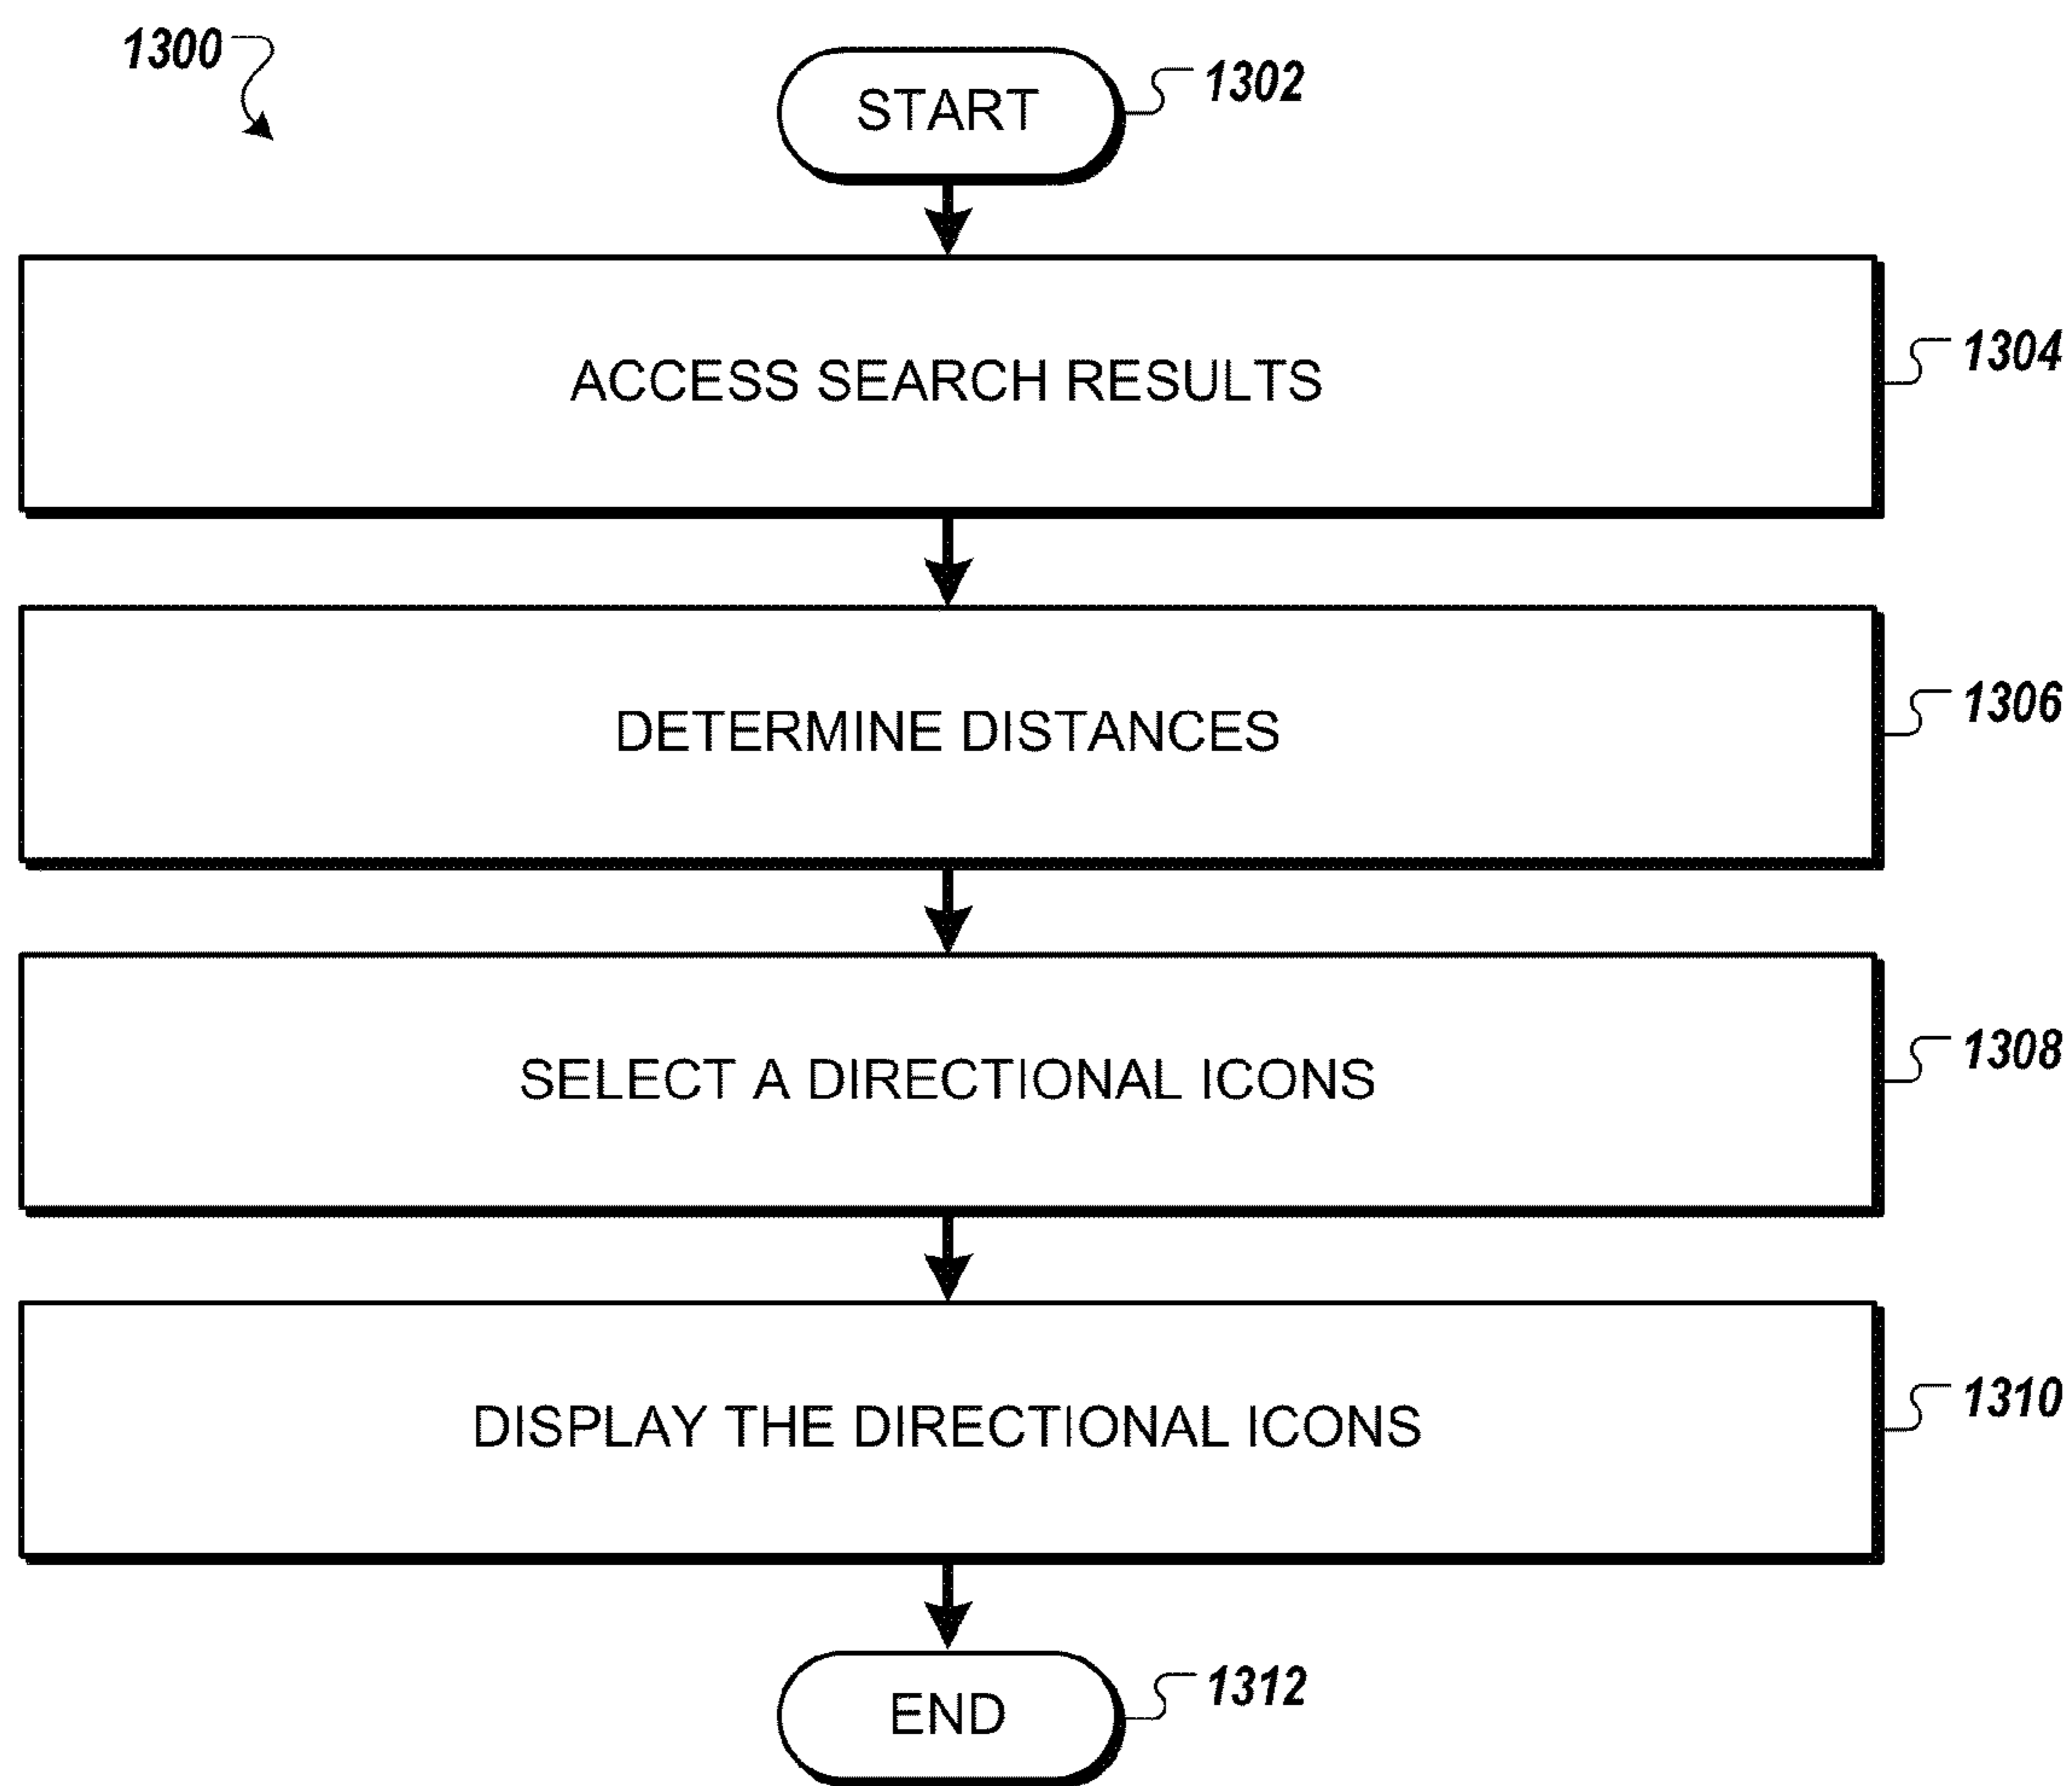 1300
START
1302
ACCESS SEARCH RESULTS
1304
DETERMINE DISTANCES
1306
SELECT A DIRECTIONAL ICONS
1308
DISPLAY THE DIRECTIONAL ICONS
1310
END
1312